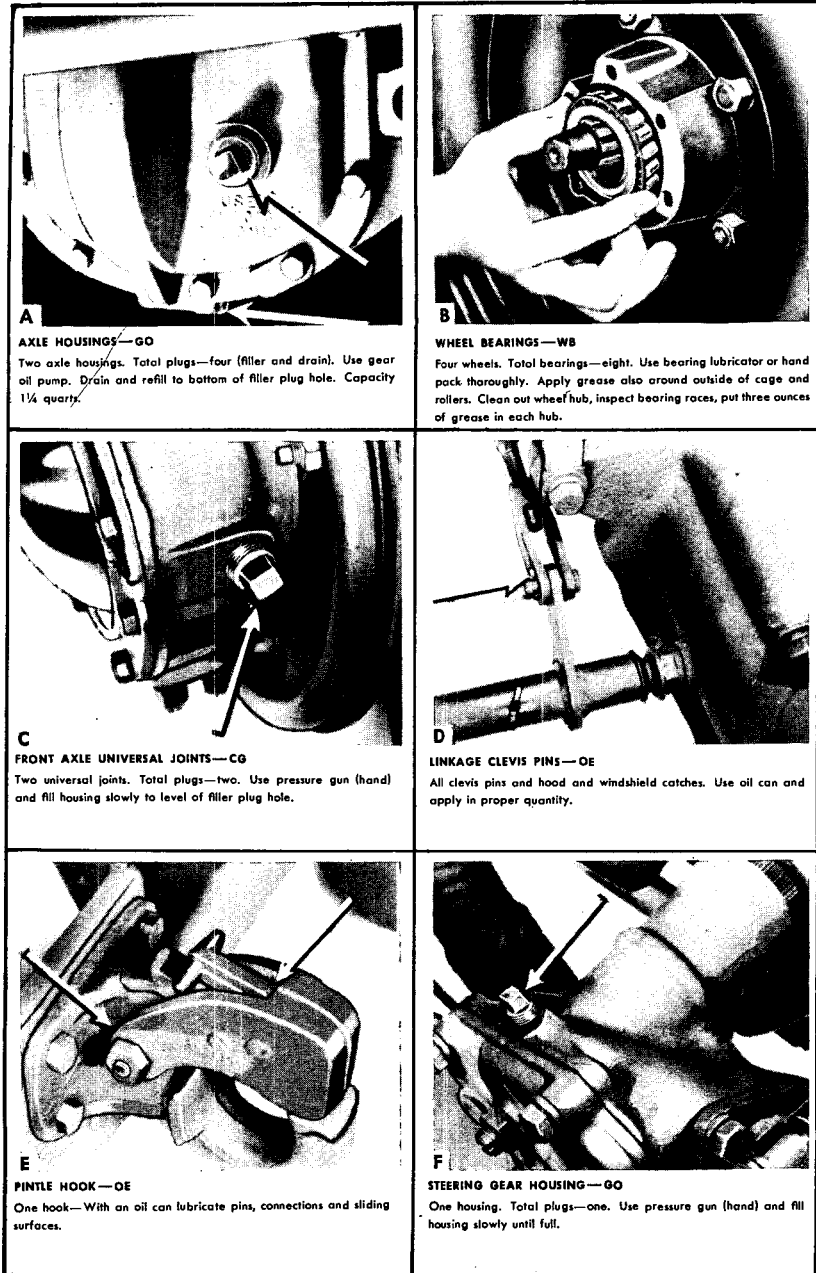 A
AXLE HOUSINGS—GO
Two axle housings. Total plugs—four (filler and drain). Use gear
oil pump. Drain and refill to bottom of filler plug hole. Capacity
1¼ quarts.
B
WHEEL BEARINGS—WB
Four wheels. Total bearings—eight. Use bearing lubricator or hand
pack thoroughly. Apply grease also around outside of cage and
rollers. Clean out wheel hub, inspect bearing races, put three ounces
of grease in each hub.
C
FRONT AXLE UNIVERSAL JOINTS—CG
Two universal joints. Total plugs—two. Use pressure gun (hand)
and fill housing slowly to level of filler plug hole.
D
LINKAGE CLEVIS PINS—OE
All clevis pins and hood and windshield catches. Use oil can and
apply in proper quantity.
E
PINTLE HOOK—OE
One hook—With an oil can lubricate pins, connections and sliding
surfaces.
F
STEERING GEAR HOUSING—GO
One housing. Total plugs—one. Use pressure gun (hand) and fill
housing slowly until full.